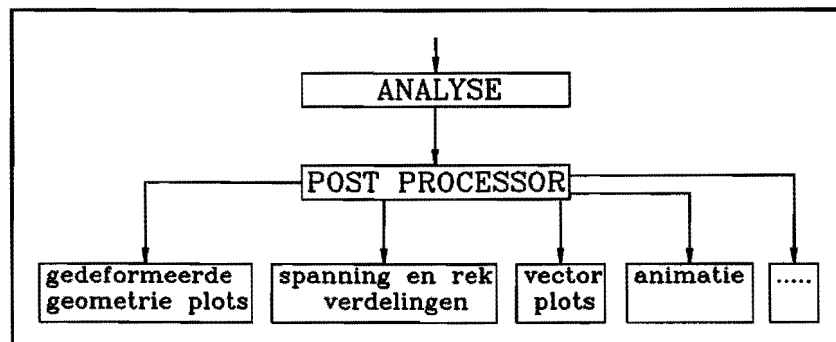 ANALYSE
POST PROCESSOR
gedeformeerde
geometrie plots
spanning en rek
verdelingen
vector
plots
animatie
.....